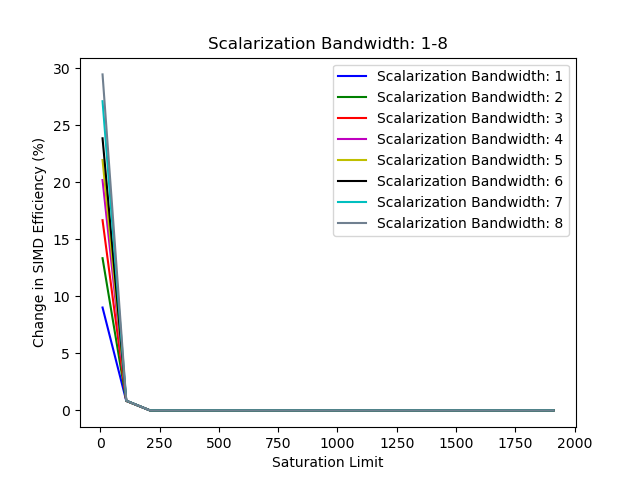 Scalarization Bandwidth: 1-8
Scalarization Bandwidth: 1
Scalarization Bandwidth: 2
Scalarization Bandwidth: 3
Scalarization Bandwidth: 4
Scalarization Bandwidth: 5
Scalarization Bandwidth: 6
Scalarization Bandwidth: 7
Scalarization Bandwidth: 8
Change in SIMD Efficiency (%)
30
25
20
15
10
5
0
0 250 500 750 1000 1250 1500 1750 2000
Saturation Limit